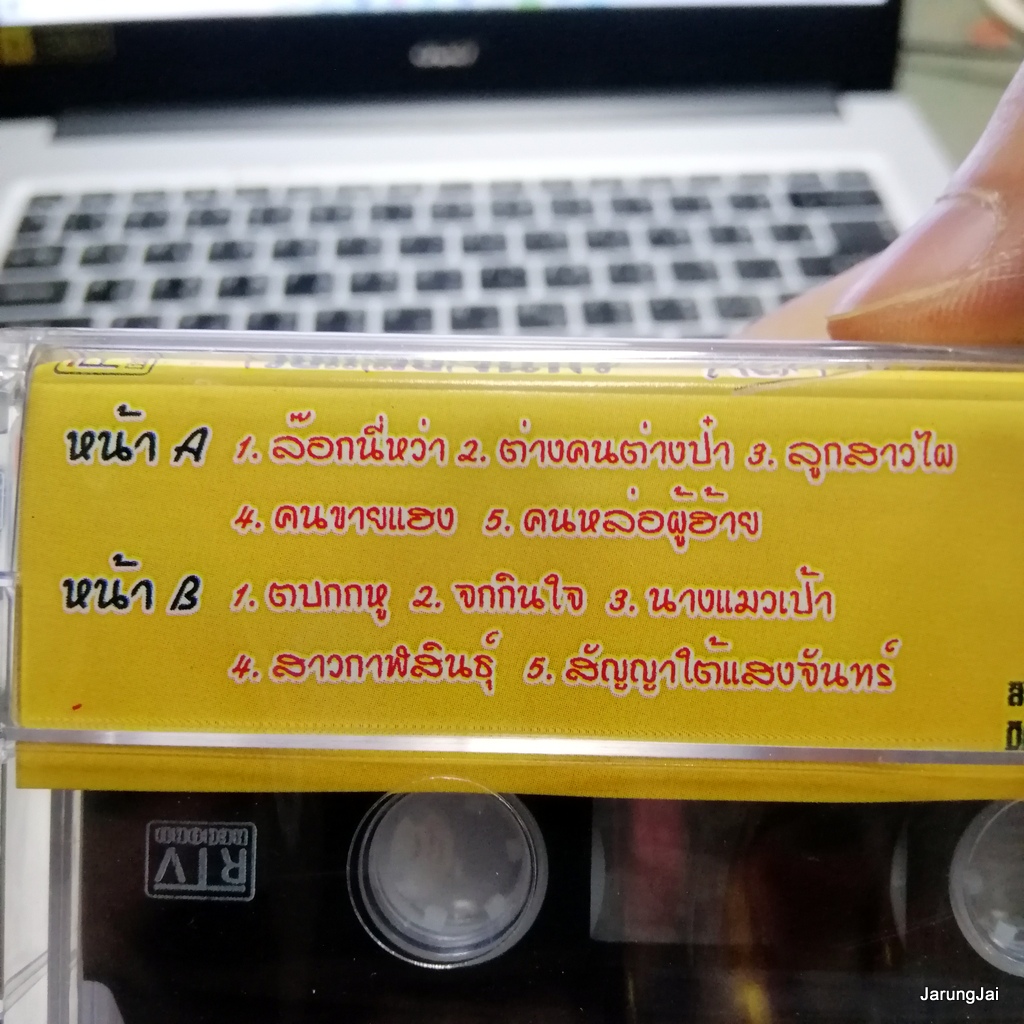 หน้า A 1. ล๊อกนี่หว่า 2. ต่างคนต่างป๋า 3. ลูกสาวไผ
4. คนขายแฮง 5. คนหล่อผู้ฮ้าย
หน้า B 1. ตบกกหู 2. จกกินใจ 3. นางแมวเป้า
4. สาวกาฬสินธุ์ 5. สัญญาใต้แสงจันทร์
RTV
RECORD
JarungJai